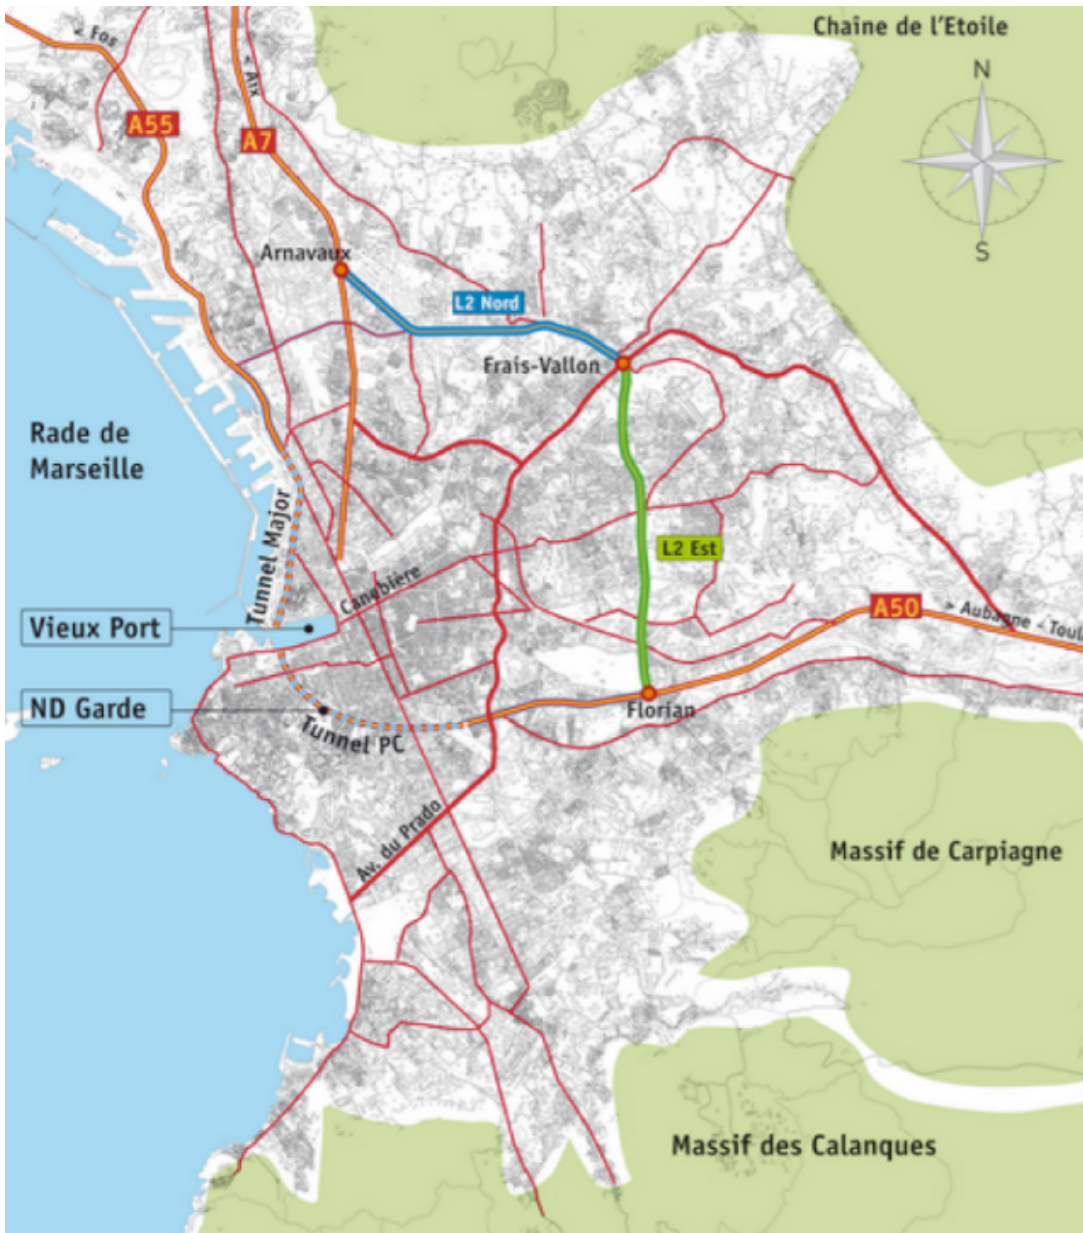 Chaîne de l'Etoile
< Fos
< Aix
N
A55
A7
S
Arnavaux
L2 Nord
Frais-Vallon
Rade de
Marseille
Tunnel Major
L2 Est
Canebière
A50
> Aubagne - Toul
Vieux Port
ND Garde
Florian
Tunnel PC
Av. du Prado
Massif de Carpiagne
Massif des Calanques